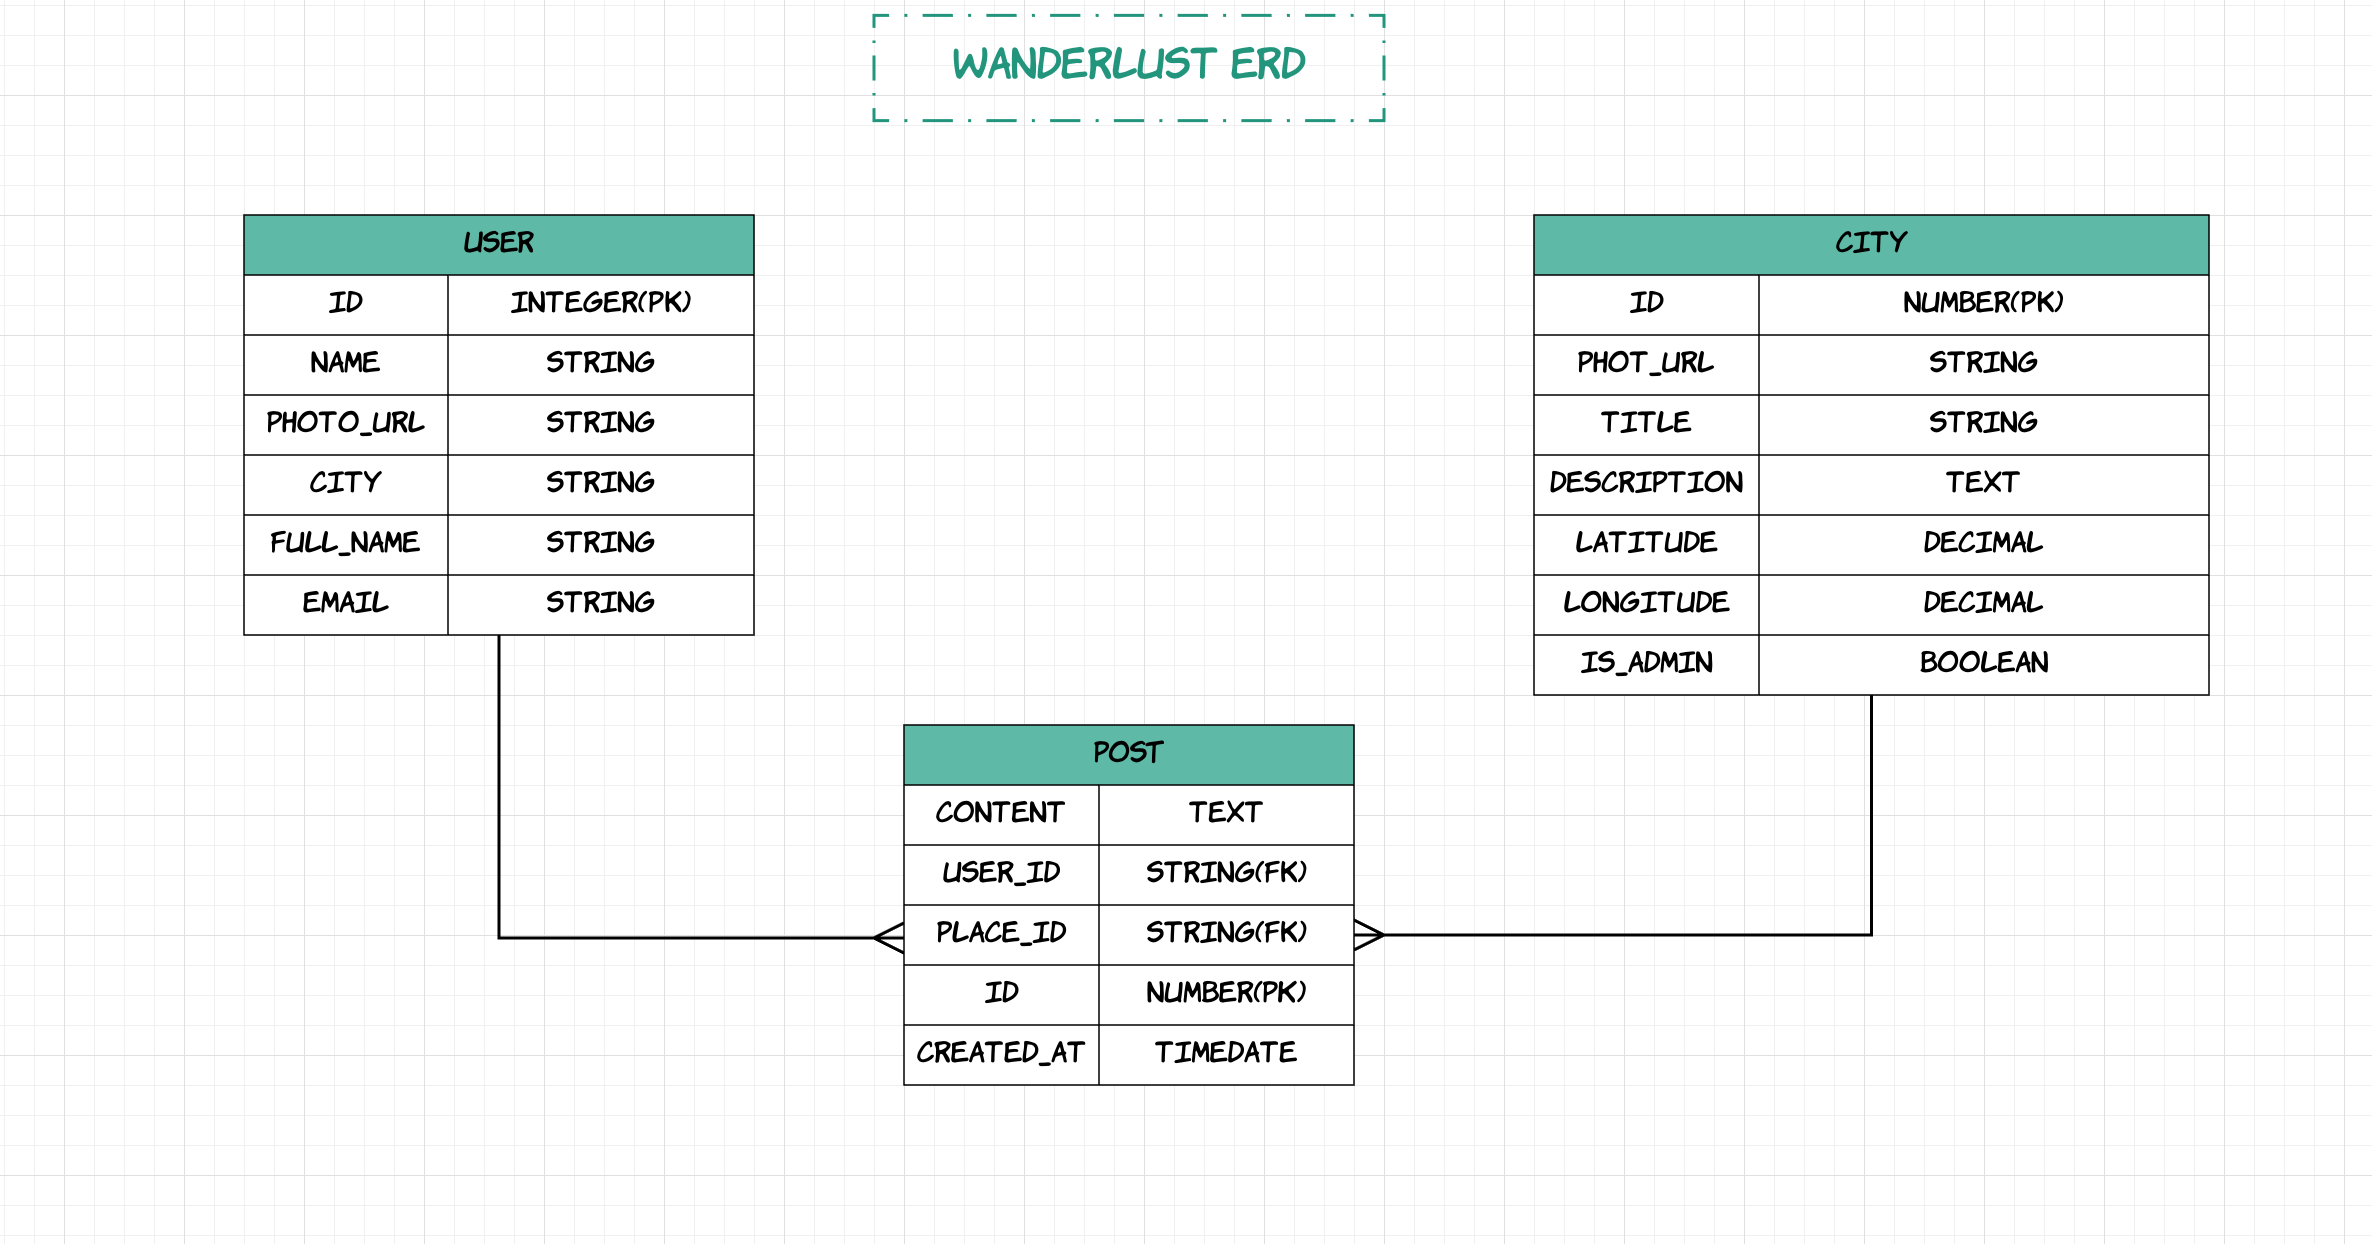 WANDERLUST ERD
USER
ID INTEGER(PK)
NAME STRING
PHOTO_URL STRING
CITY STRING
FULL_NAME STRING
EMAIL STRING
CITY
ID NUMBER(PK)
PHOT_URL STRING
TITLE STRING
DESCRIPTION TEXT
LATITUDE DECIMAL
LONGITUDE DECIMAL
IS_ADMIN BOOLEAN
POST
CONTENT TEXT
USER_ID STRING(FK)
PLACE_ID STRING(FK)
ID NUMBER(PK)
CREATED_AT TIMEDATE